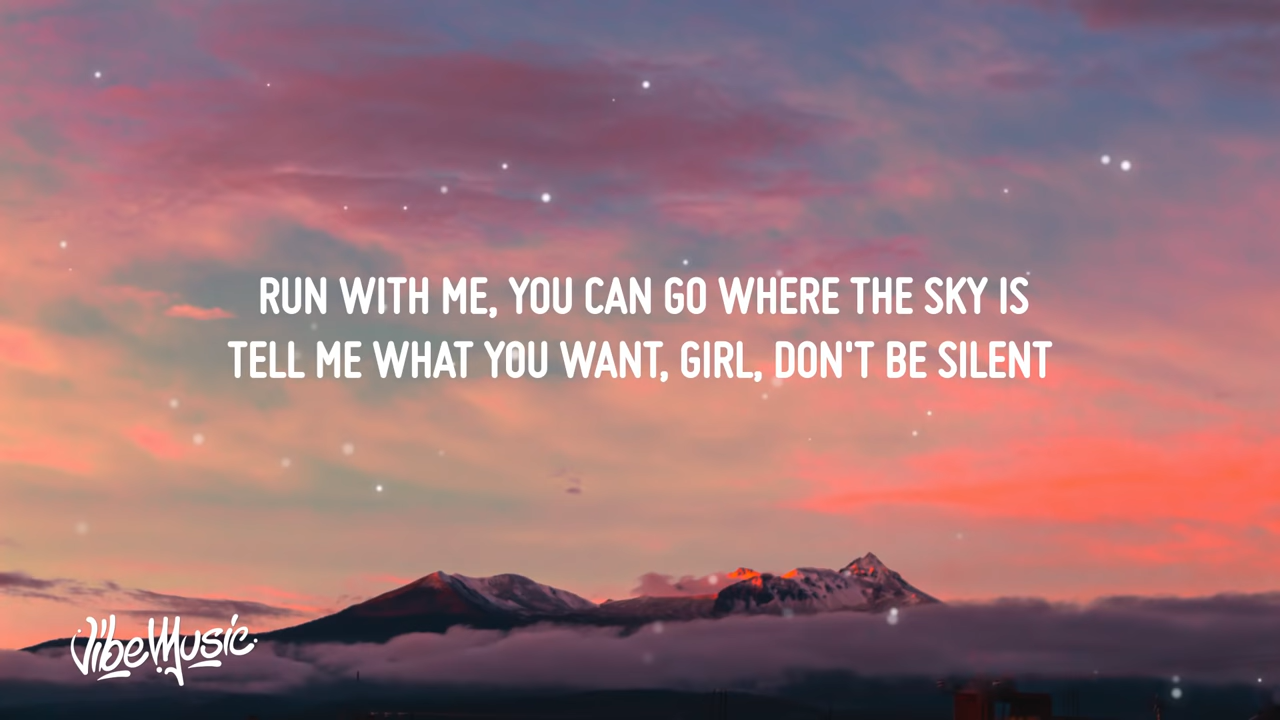 RUN WITH ME, YOU CAN GO WHERE THE SKY IS
TELL ME WHAT YOU WANT, GIRL, DON'T BE SILENT
VibeMusic